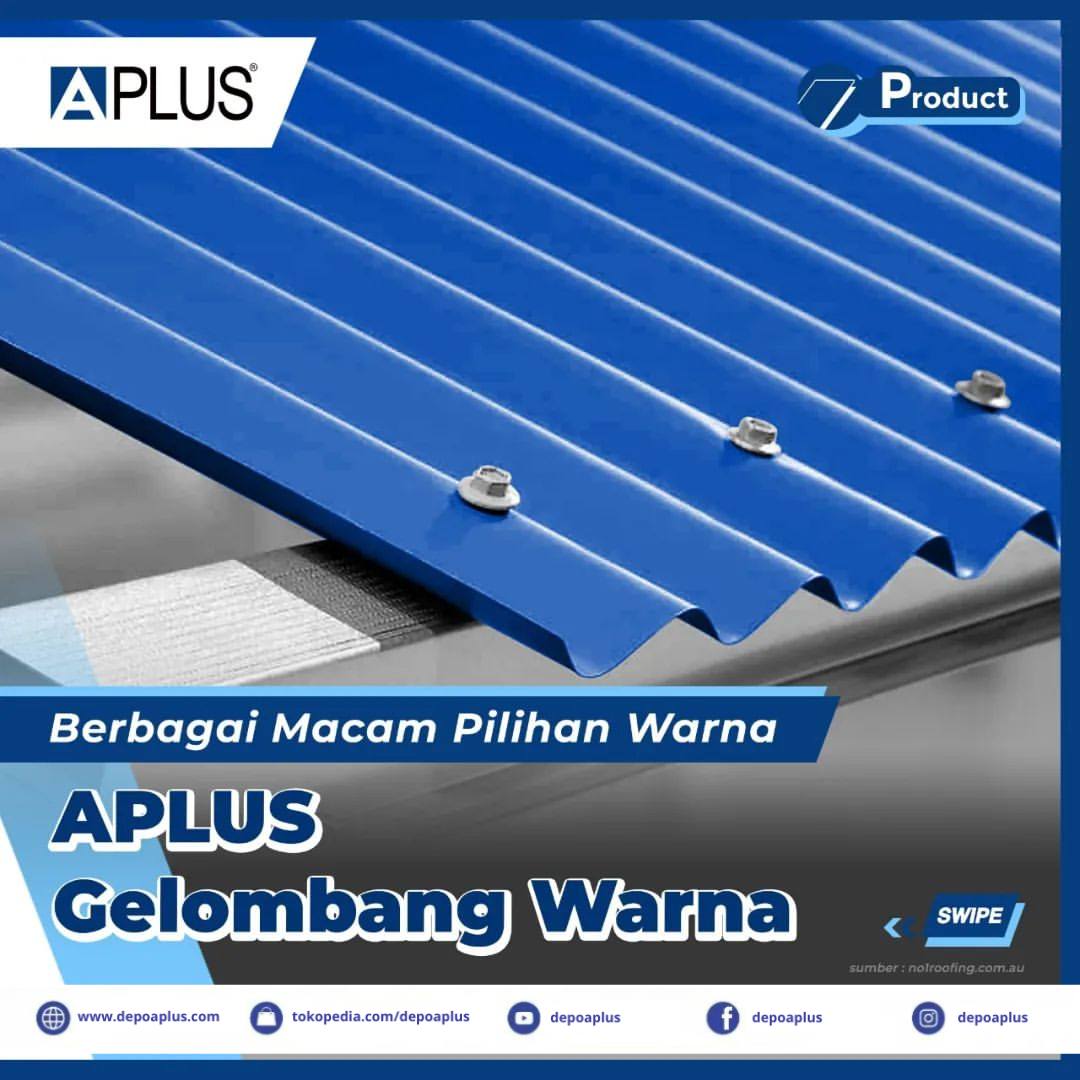 APLUS®
Product
Berbagai Macam Pilihan Warna
APLUS
Gelombang Warna
SWIPE
sumber : no1roofing.com.au
www.depoaplus.com
tokopedia.com/depoaplus
depoaplus
depoaplus
depoaplus